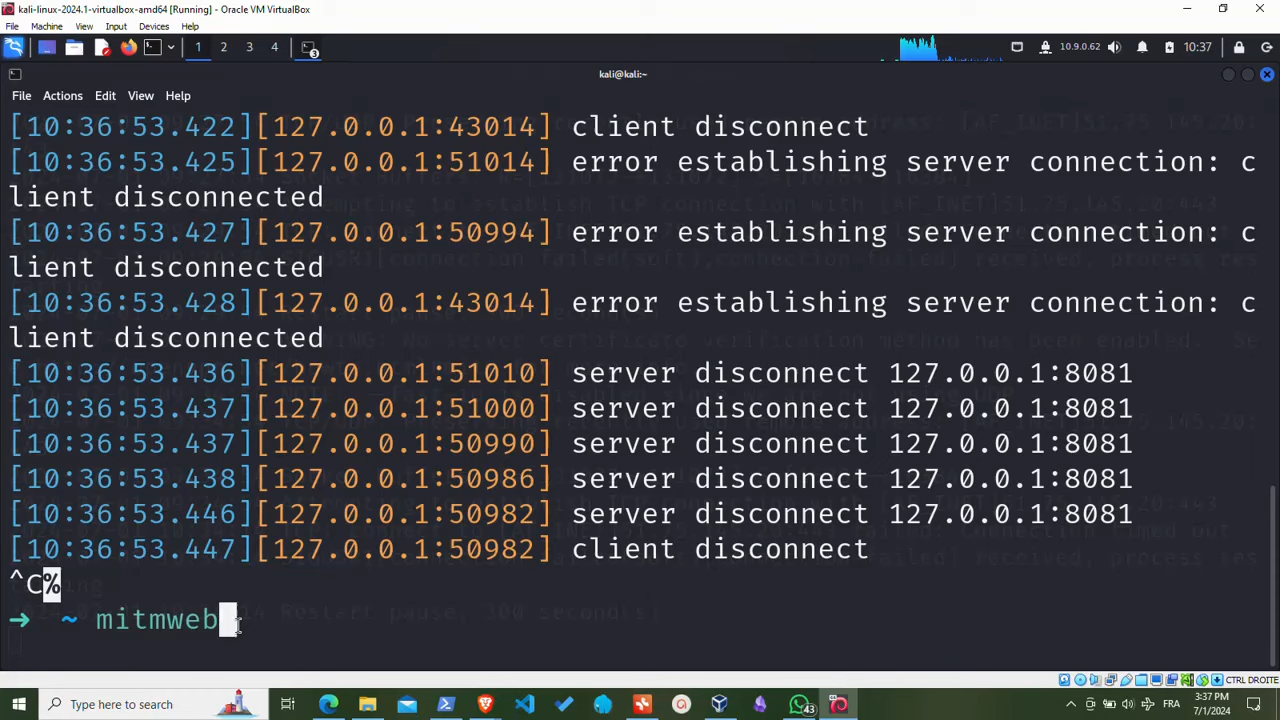 kali-linux-2024.1-virtualbox-amd64 [Running] - Oracle VM VirtualBox
File Machine View Input Devices Help
1 2 3 4 3 10.9.0.62 10:37
kali@kali:~
File Actions Edit View Help
[10:36:53.422][127.0.0.1:43014] client disconnect
[10:36:53.425][127.0.0.1:51014] error establishing server connection: c
lient disconnected
[10:36:53.427][127.0.0.1:50994] error establishing server connection: c
lient disconnected
[10:36:53.428][127.0.0.1:43014] error establishing server connection: c
lient disconnected
[10:36:53.436][127.0.0.1:51010] server disconnect 127.0.0.1:8081
[10:36:53.437][127.0.0.1:51000] server disconnect 127.0.0.1:8081
[10:36:53.437][127.0.0.1:50990] server disconnect 127.0.0.1:8081
[10:36:53.438][127.0.0.1:50986] server disconnect 127.0.0.1:8081
[10:36:53.446][127.0.0.1:50982] server disconnect 127.0.0.1:8081
[10:36:53.447][127.0.0.1:50982] client disconnect
^C%
➜ ~ mitmweb
CTRL DROITE
Type here to search 43 FRA 3:37 PM
7/1/2024